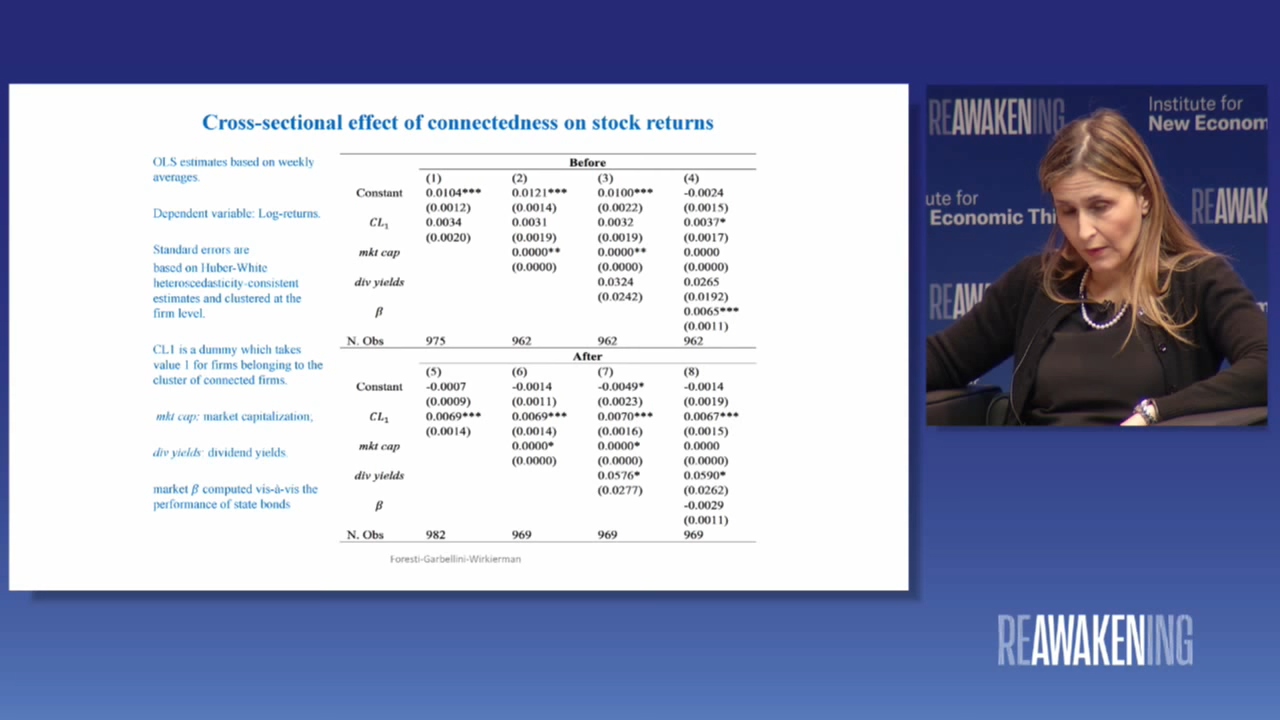 Cross-sectional effect of connectedness on stock returns
OLS estimates based on weekly
averages.
Dependent variable: Log-returns.
Standard errors are
based on Huber-White
heteroscedasticity-consistent
estimates and clustered at the
firm level.
CL1 is a dummy which takes
value 1 for firms belonging to the
cluster of connected firms.
mkt cap: market capitalization;
div yields: dividend yields.
market β computed vis-à-vis the
performance of state bonds
Before
(1) (2) (3) (4)
Constant 0.0104*** 0.0121*** 0.0100*** -0.0024
(0.0012) (0.0014) (0.0022) (0.0015)
CL₁ 0.0034 0.0031 0.0032 0.0037*
(0.0020) (0.0019) (0.0019) (0.0017)
mkt cap 0.0000** 0.0000** 0.0000
(0.0000) (0.0000) (0.0000)
div yields 0.0324 0.0265
(0.0242) (0.0192)
β 0.0065***
(0.0011)
N. Obs 975 962 962 962
After
(5) (6) (7) (8)
Constant -0.0007 -0.0014 -0.0049* -0.0014
(0.0009) (0.0011) (0.0023) (0.0019)
CL₁ 0.0069*** 0.0069*** 0.0070*** 0.0067***
(0.0014) (0.0014) (0.0016) (0.0015)
mkt cap 0.0000* 0.0000* 0.0000
(0.0000) (0.0000) (0.0000)
div yields 0.0576* 0.0590*
(0.0277) (0.0262)
β -0.0029
(0.0011)
N. Obs 982 969 969 969
Foresti-Garbellini-Wirkierman
REAWAKENING
Institute for
New Econom
ute for
Economic Thi
REAWAK
REA
REAWAKENING